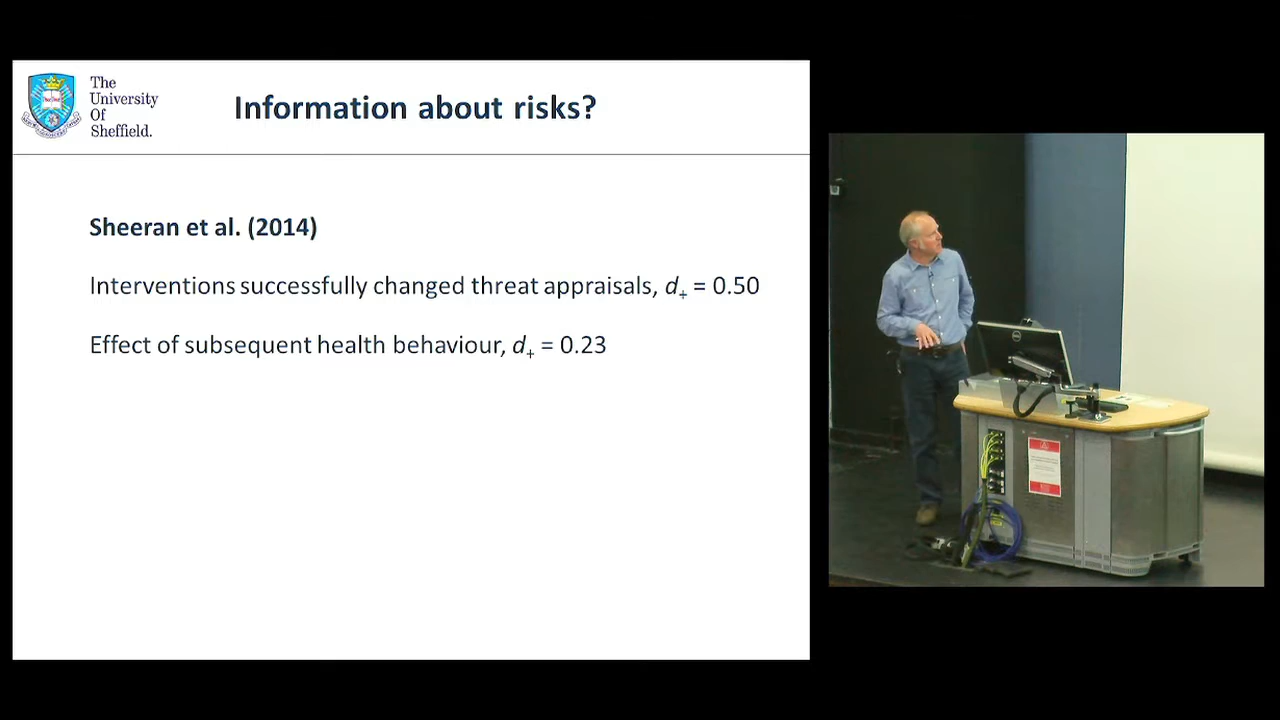 The
University
Of
Sheffield.
Information about risks?
Sheeran et al. (2014)
Interventions successfully changed threat appraisals, d₊ = 0.50
Effect of subsequent health behaviour, d₊ = 0.23